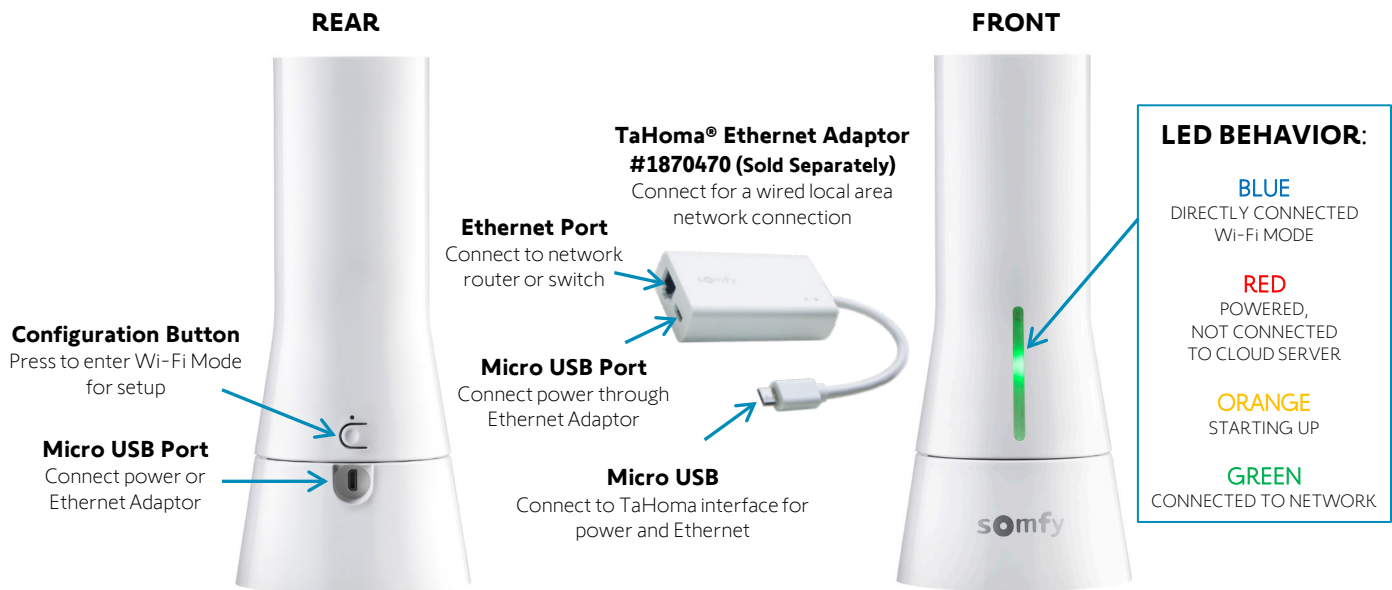 REAR
FRONT
TaHoma® Ethernet Adaptor
#1870470 (Sold Separately)
Connect for a wired local area
network connection
Ethernet Port
Connect to network
router or switch
somfy
Configuration Button
Press to enter Wi-Fi Mode
for setup
Micro USB Port
Connect power through
Ethernet Adaptor
Micro USB Port
Connect power or
Ethernet Adaptor
Micro USB
Connect to TaHoma interface for
power and Ethernet
somfy
LED BEHAVIOR:
BLUE
DIRECTLY CONNECTED
Wi-Fi MODE
RED
POWERED,
NOT CONNECTED
TO CLOUD SERVER
ORANGE
STARTING UP
GREEN
CONNECTED TO NETWORK